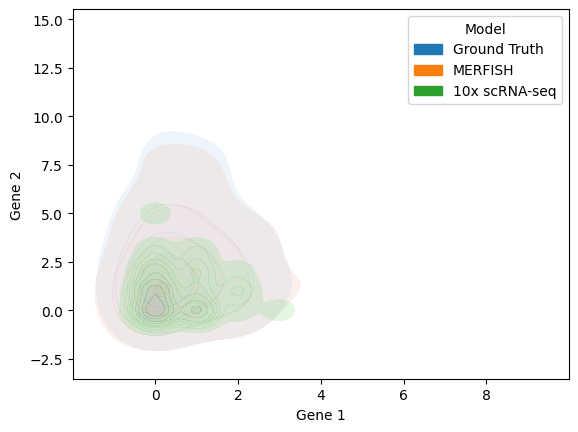 15.0
12.5
10.0
7.5
5.0
2.5
0.0
−2.5
0
2
4
6
8
Gene 1
Gene 2
Model
Ground Truth
MERFISH
10x scRNA-seq